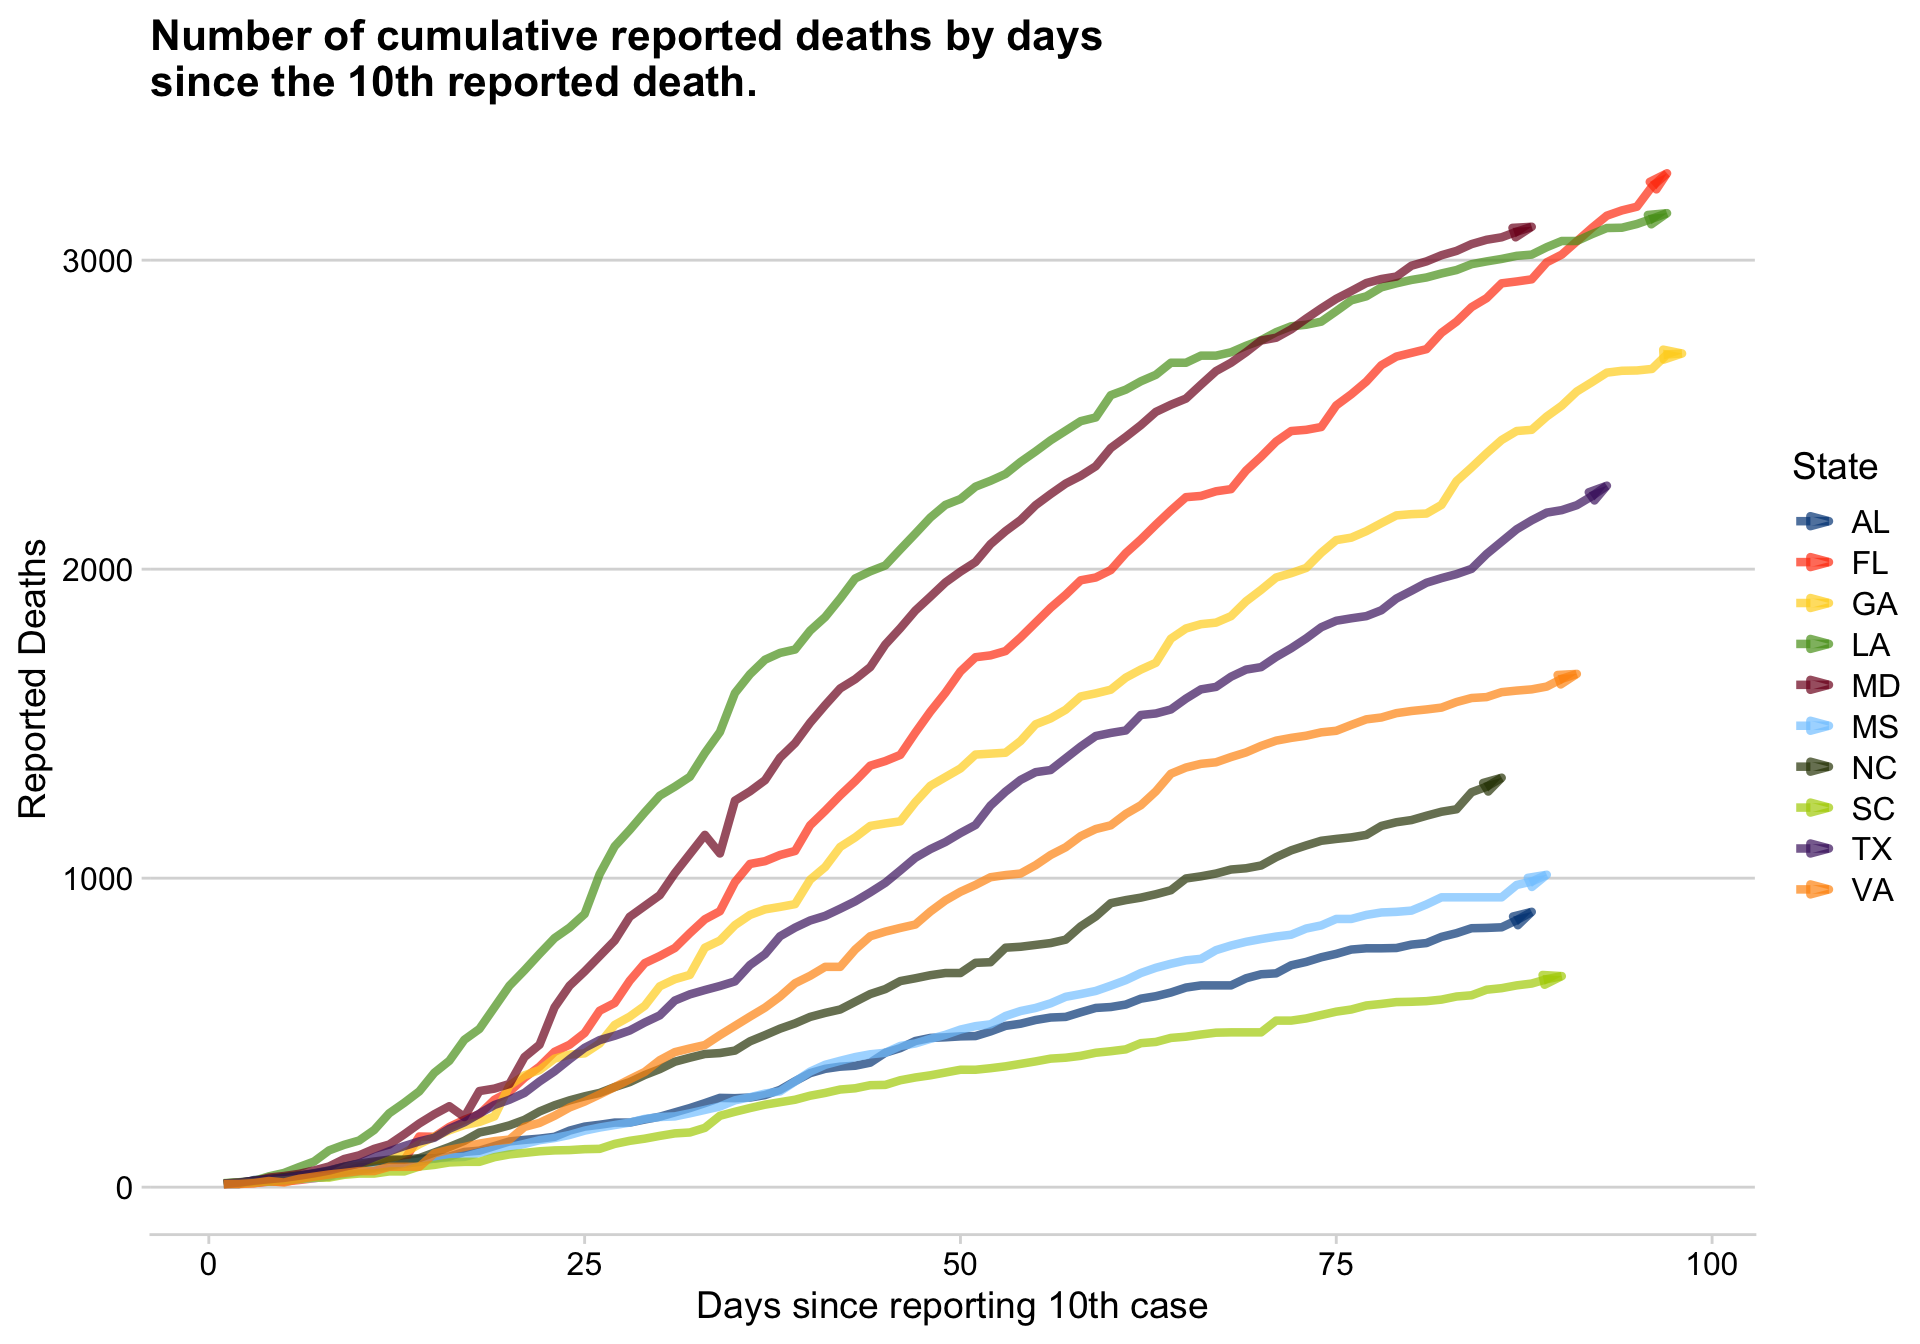 Number of cumulative reported deaths by days
since the 10th reported death.
3000
2000
1000
0
Reported Deaths
0 25 50 75 100
Days since reporting 10th case
State
AL
FL
GA
LA
MD
MS
NC
SC
TX
VA